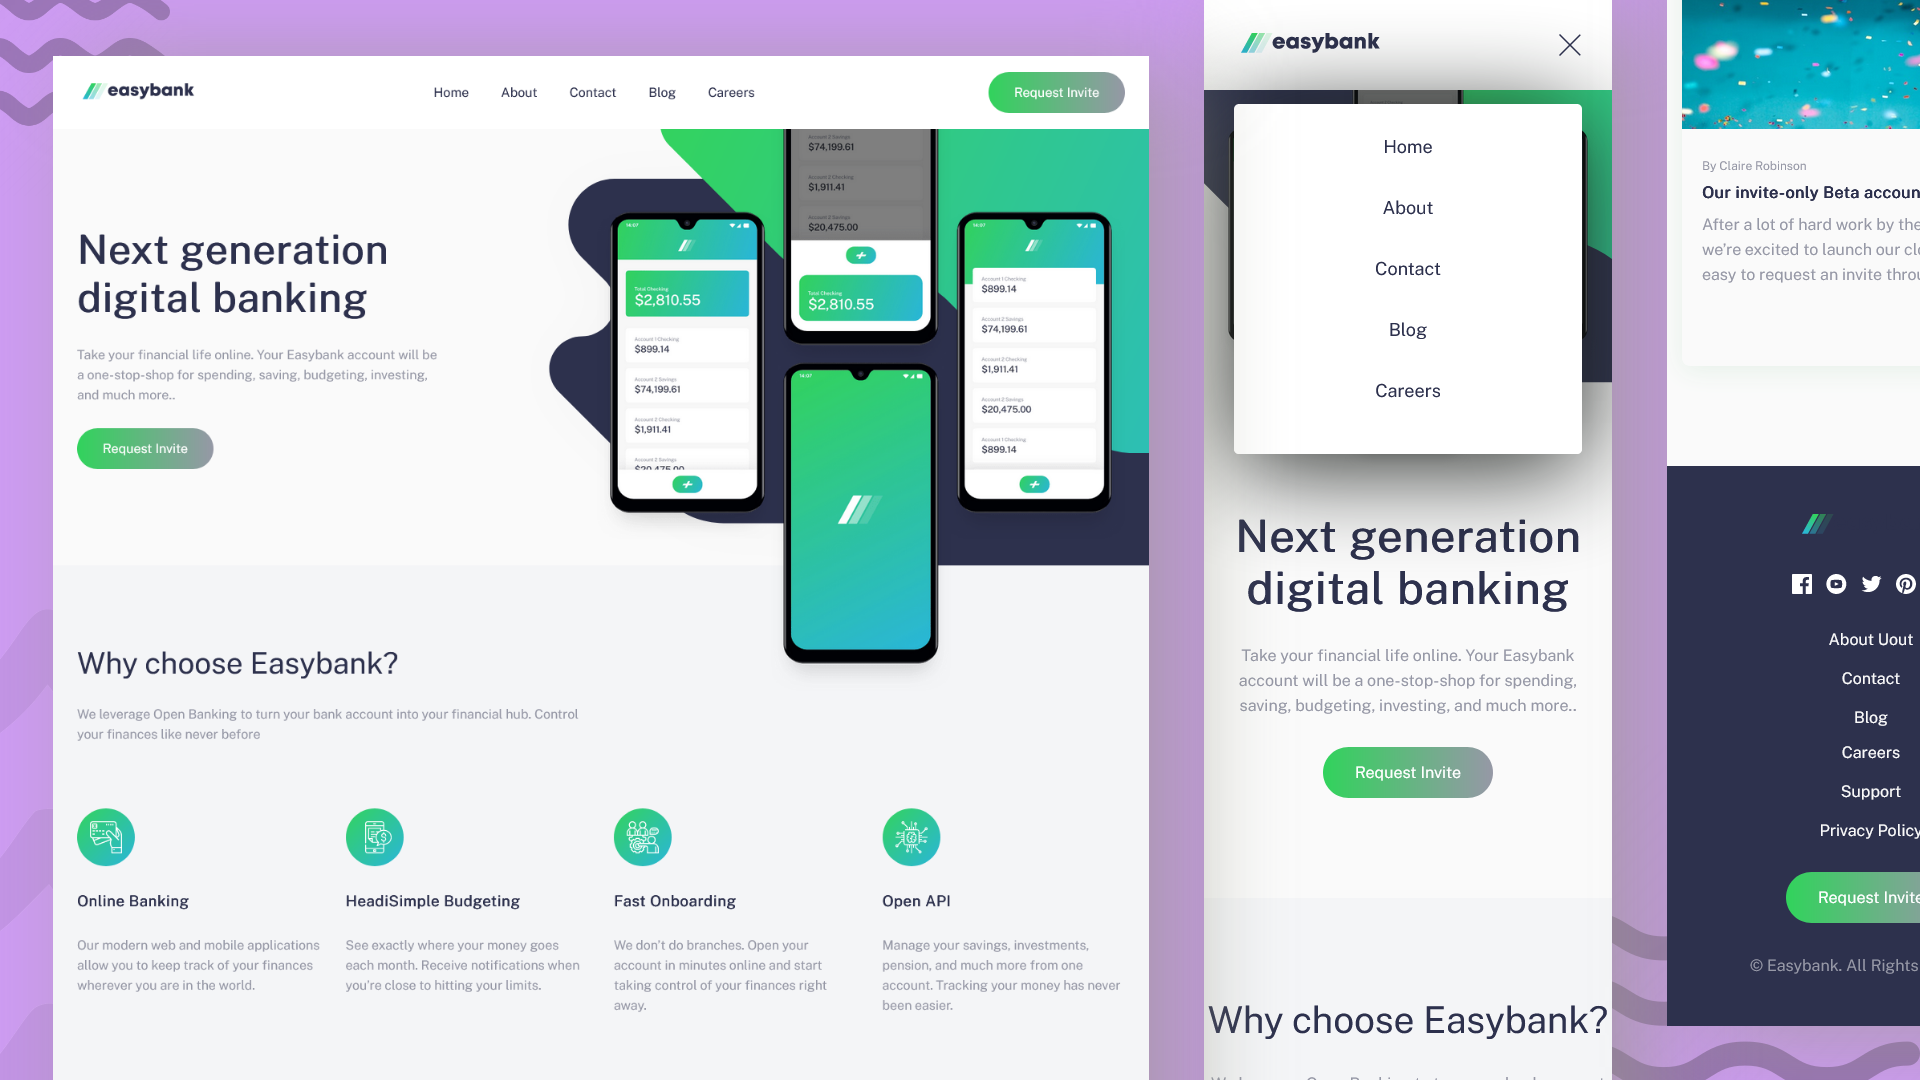 easybank
Home
About
Contact
Blog
Careers
Request Invite
Next generation
digital banking
Take your financial life online. Your Easybank account will be
a one-stop-shop for spending, saving, budgeting, investing,
and much more..
Request Invite
14:07
Total Checking
$2,810.55
Account 1 Checking
$899.14
Account 2 Savings
$74,199.61
Account 2 Checking
$1,911.41
Account 2 Savings
$20,475.00
Account 2 Savings
$74,199.61
Account 2 Checking
$1,911.41
Account 2 Savings
$20,475.00
Total Checking
$2,810.55
14:07
14:07
Account 1 Checking
$899.14
Account 2 Savings
$74,199.61
Account 2 Checking
$1,911.41
Account 2 Savings
$20,475.00
Account 1 Checking
$899.14
Why choose Easybank?
We leverage Open Banking to turn your bank account into your financial hub. Control
your finances like never before
Online Banking
Our modern web and mobile applications
allow you to keep track of your finances
wherever you are in the world.
HeadiSimple Budgeting
See exactly where your money goes
each month. Receive notifications when
you're close to hitting your limits.
Fast Onboarding
We don't do branches. Open your
account in minutes online and start
taking control of your finances right
away.
Open API
Manage your savings, investments,
pension, and much more from one
account. Tracking your money has never
been easier.
easybank
Home
About
Contact
Blog
Careers
Next generation
digital banking
Take your financial life online. Your Easybank
account will be a one-stop-shop for spending,
saving, budgeting, investing, and much more..
Request Invite
Why choose Easybank?
By Claire Robinson
Our invite-only Beta accoun
After a lot of hard work by the
we're excited to launch our clo
easy to request an invite throu
About Uout
Contact
Blog
Careers
Support
Privacy Policy
Request Invite
© Easybank. All Rights